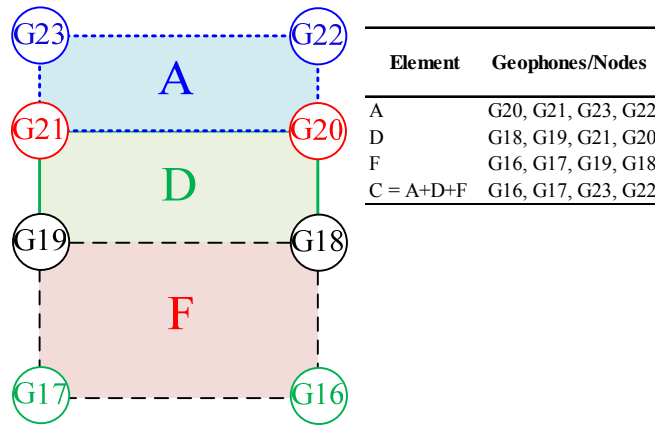 G23 G22
A
G21 G20
D
G19 G18
F
G17 G16
Element Geophones/Nodes
A G20, G21, G23, G22
D G18, G19, G21, G20
F G16, G17, G19, G18
C = A+D+F G16, G17, G23, G22